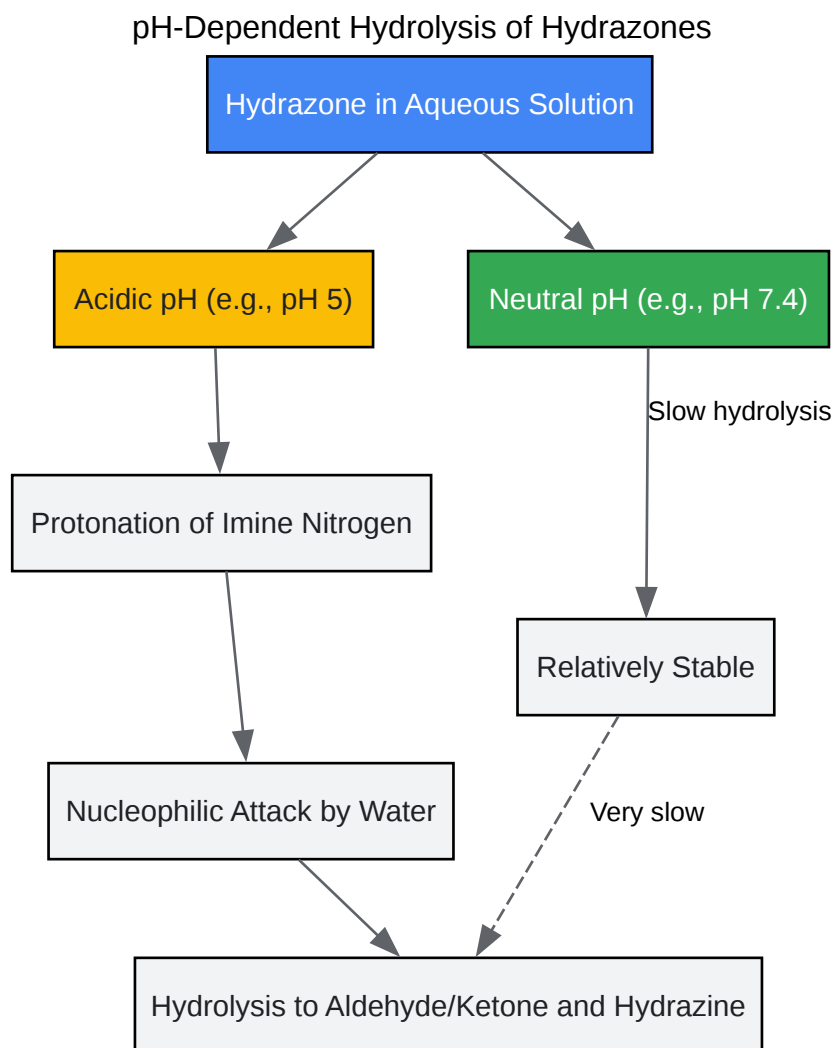 pH-Dependent Hydrolysis of Hydrazones
Hydrazone in Aqueous Solution
Acidic pH (e.g., pH 5)
Neutral pH (e.g., pH 7.4)
Slow hydrolysis
Protonation of Imine Nitrogen
Relatively Stable
Nucleophilic Attack by Water
Very slow
Hydrolysis to Aldehyde/Ketone and Hydrazine